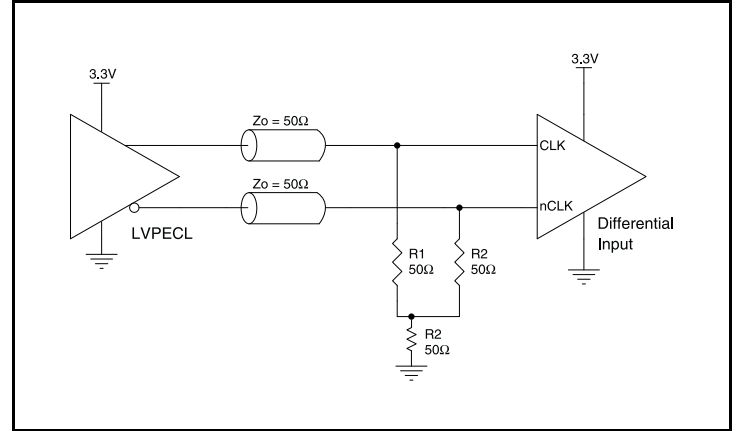 3.3V
3.3V
Zo = 50Ω
CLK
Zo = 50Ω
nCLK
LVPECL
Differential
Input
R1
50Ω
R2
50Ω
R2
50Ω